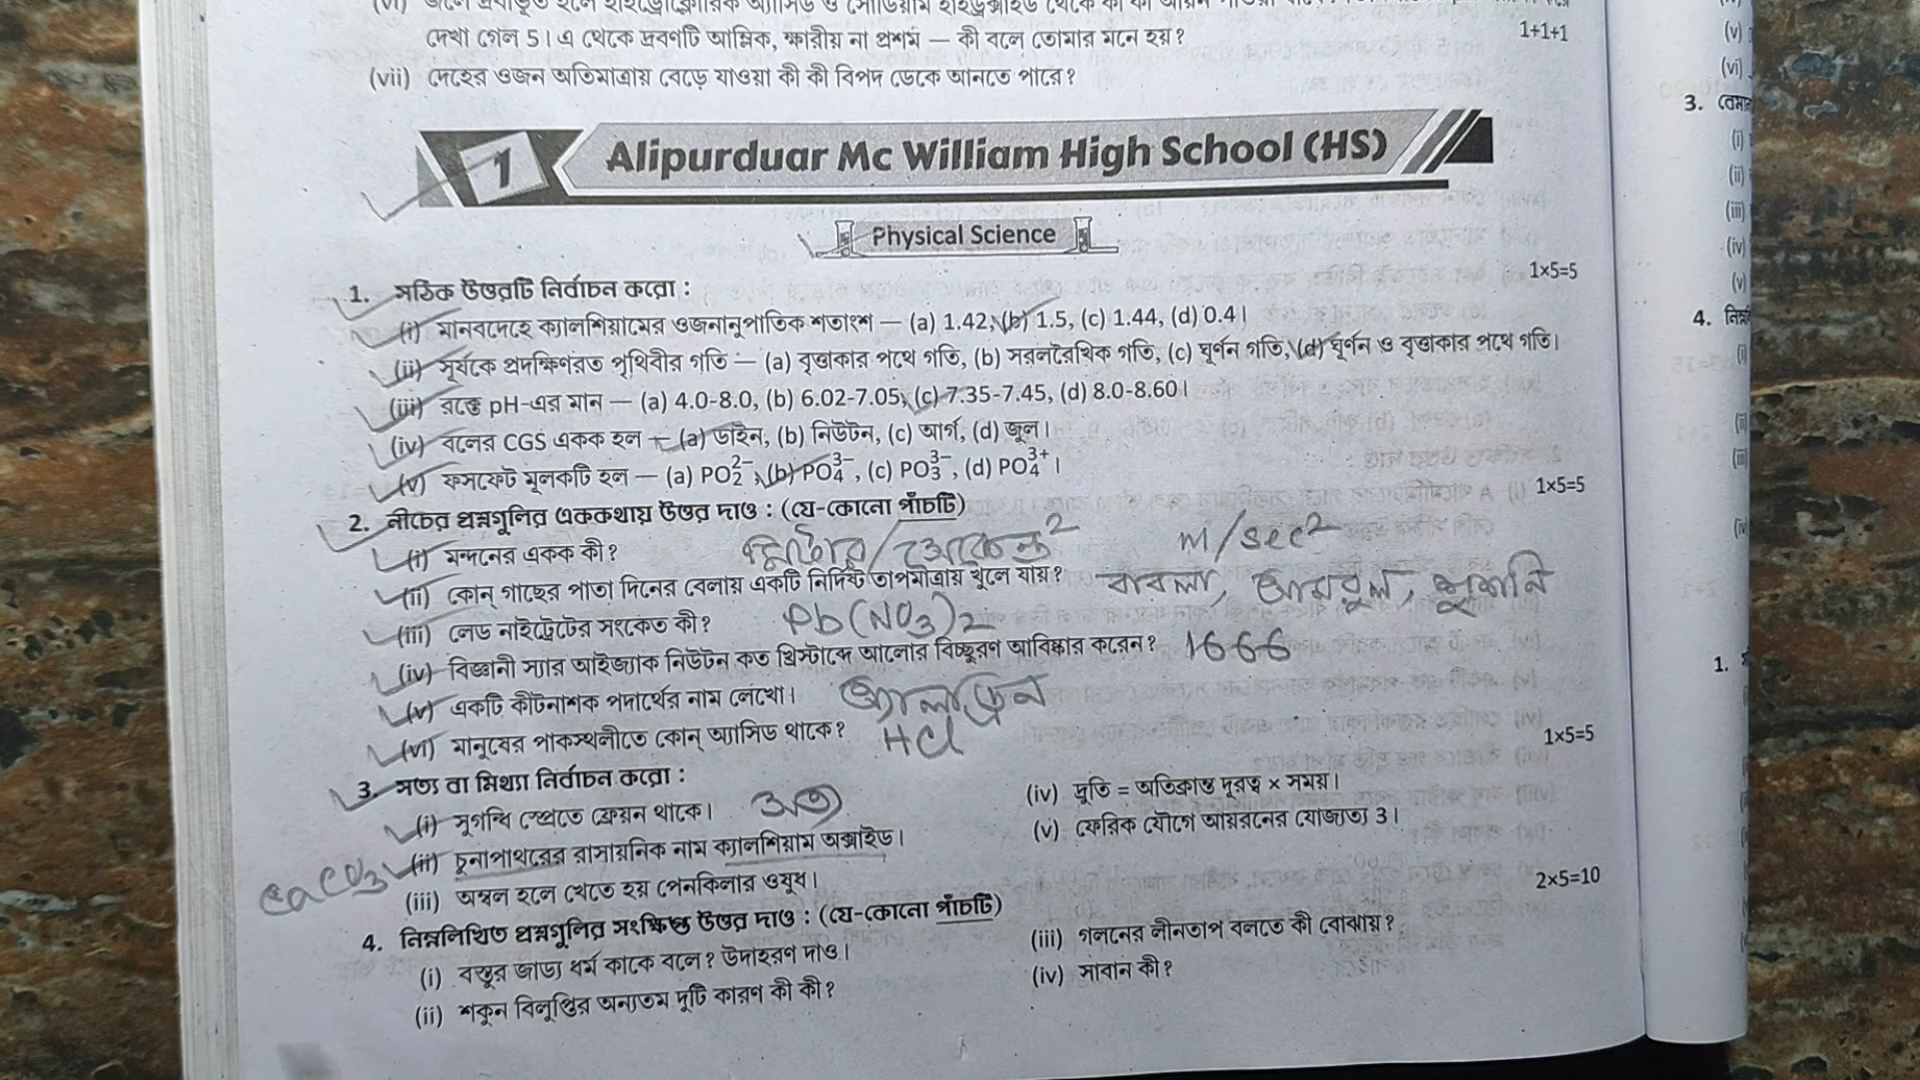 দেখা গেল 5। এ থেকে দ্রবণটি আম্লিক, ক্ষারীয় না প্রশম — কী বলে তোমার মনে হয়? 1+1+1
(vii) দেহের ওজন অতিমাত্রায় বেড়ে যাওয়া কী কী বিপদ ডেকে আনতে পারে?
1 Alipurduar Mc William High School (HS)
Physical Science
1. সঠিক উত্তরটি নির্বাচন করো : 1×5=5
(i) মানবদেহে ক্যালশিয়ামের ওজনানুপাতিক শতাংশ — (a) 1.42, (b) 1.5, (c) 1.44, (d) 0.4।
(ii) সূর্যকে প্রদক্ষিণরত পৃথিবীর গতি — (a) বৃত্তাকার পথে গতি, (b) সরলরৈখিক গতি, (c) ঘূর্ণন গতি, (d) ঘূর্ণন ও বৃত্তাকার পথে গতি।
(iii) রক্তে pH-এর মান — (a) 4.0-8.0, (b) 6.02-7.05, (c) 7.35-7.45, (d) 8.0-8.60।
(iv) বলের CGS একক হল — (a) ডাইন, (b) নিউটন, (c) আর্গ, (d) জুল।
(v) ফসফেট মূলকটি হল — (a) PO₂²⁻, (b) PO₄³⁻, (c) PO₃³⁻, (d) PO₄³⁺।
2. নীচের প্রশ্নগুলির এককথায় উত্তর দাও : (যে-কোনো পাঁচটি) 1×5=5
(i) মন্দনের একক কী? মিটার/সেকেন্ড² m/sec²
(ii) কোন্ গাছের পাতা দিনের বেলায় একটি নির্দিষ্ট তাপমাত্রায় খুলে যায়? বাবলা, আমরুল, শুশনি
(iii) লেড নাইট্রেটের সংকেত কী? Pb(NO₃)₂
(iv) বিজ্ঞানী স্যার আইজ্যাক নিউটন কত খ্রিস্টাব্দে আলোর বিচ্ছুরণ আবিষ্কার করেন? 1666
(v) একটি কীটনাশক পদার্থের নাম লেখো। অ্যালড্রিন
(vi) মানুষের পাকস্থলীতে কোন্ অ্যাসিড থাকে? HCl
3. সত্য বা মিথ্যা নির্বাচন করো : 1×5=5
(i) সুগন্ধি স্প্রেতে ফ্রেয়ন থাকে।
CaCO₃ (ii) চুনাপাথরের রাসায়নিক নাম ক্যালশিয়াম অক্সাইড।
(iii) অম্বল হলে খেতে হয় পেনকিলার ওষুধ।
(iv) দ্রুতি = অতিক্রান্ত দূরত্ব × সময়।
(v) ফেরিক যৌগে আয়রনের যোজ্যতা 3।
4. নিম্নলিখিত প্রশ্নগুলির সংক্ষিপ্ত উত্তর দাও : (যে-কোনো পাঁচটি) 2×5=10
(i) বস্তুর জাড্য ধর্ম কাকে বলে? উদাহরণ দাও।
(ii) শকুন বিলুপ্তির অন্যতম দুটি কারণ কী কী?
(iii) গলনের লীনতাপ বলতে কী বোঝায়?
(iv) সাবান কী?
(v)
(vi)
3.
(i)
(ii)
(iii)
(iv)
(v)
4.
(i)
(ii)
(iii)
(iv)
1.